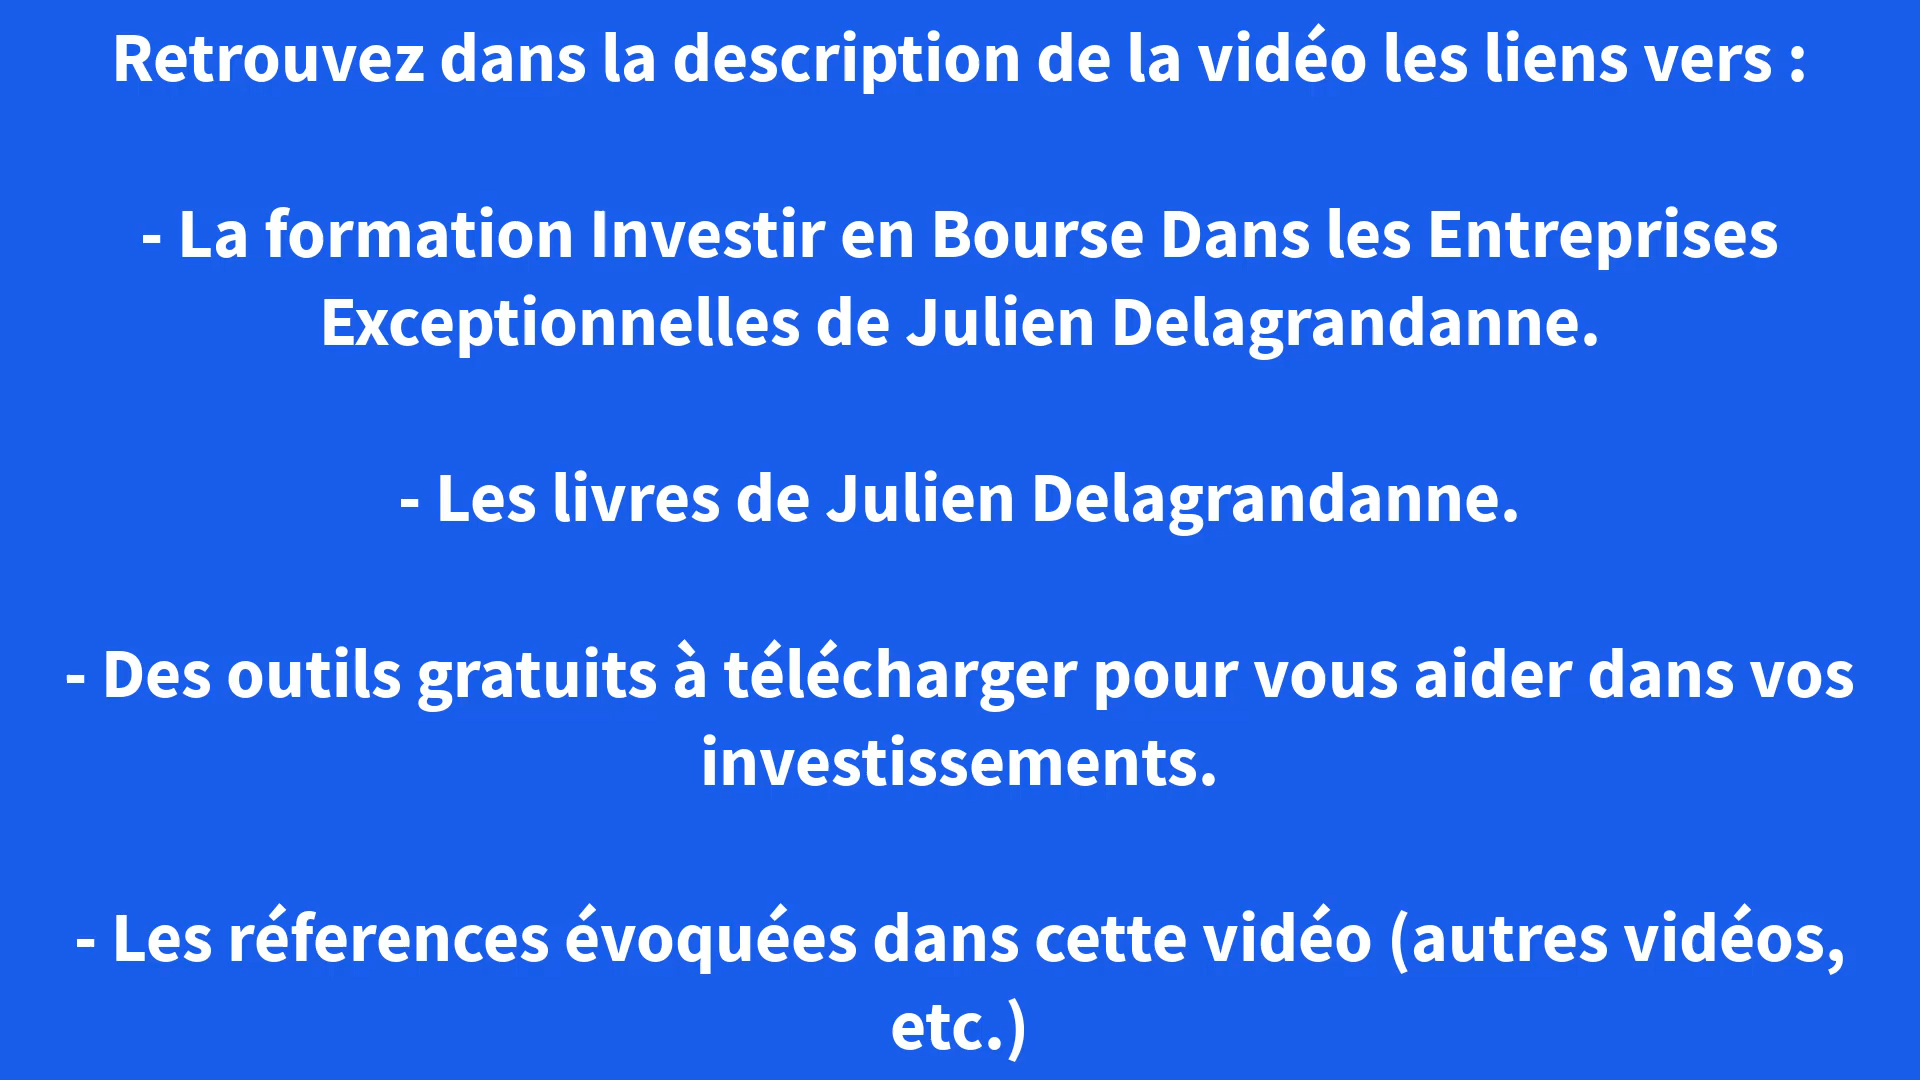 Retrouvez dans la description de la vidéo les liens vers :
- La formation Investir en Bourse Dans les Entreprises
Exceptionnelles de Julien Delagrandanne.
- Les livres de Julien Delagrandanne.
- Des outils gratuits à télécharger pour vous aider dans vos
investissements.
- Les réferences évoquées dans cette vidéo (autres vidéos,
etc.)